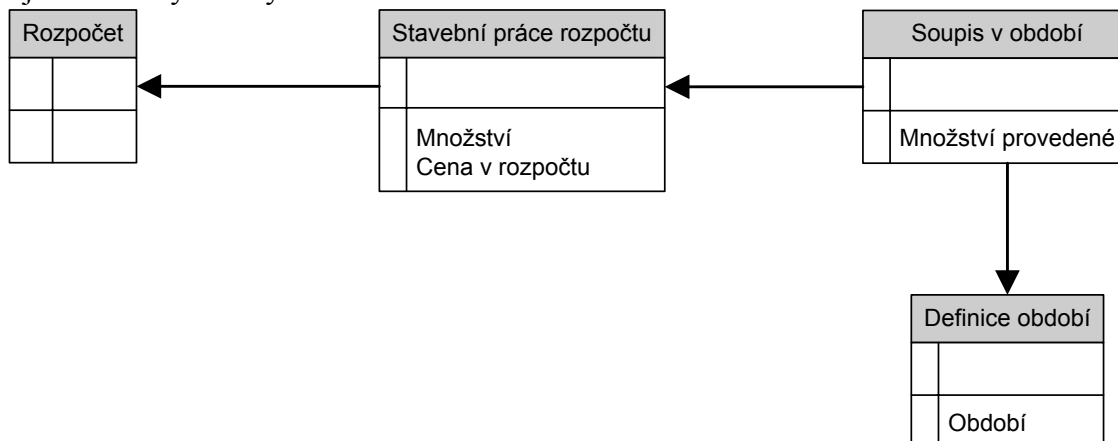 Rozpočet
Stavební práce rozpočtu
Množství
Cena v rozpočtu
Soupis v období
Množství provedené
Definice období
Období